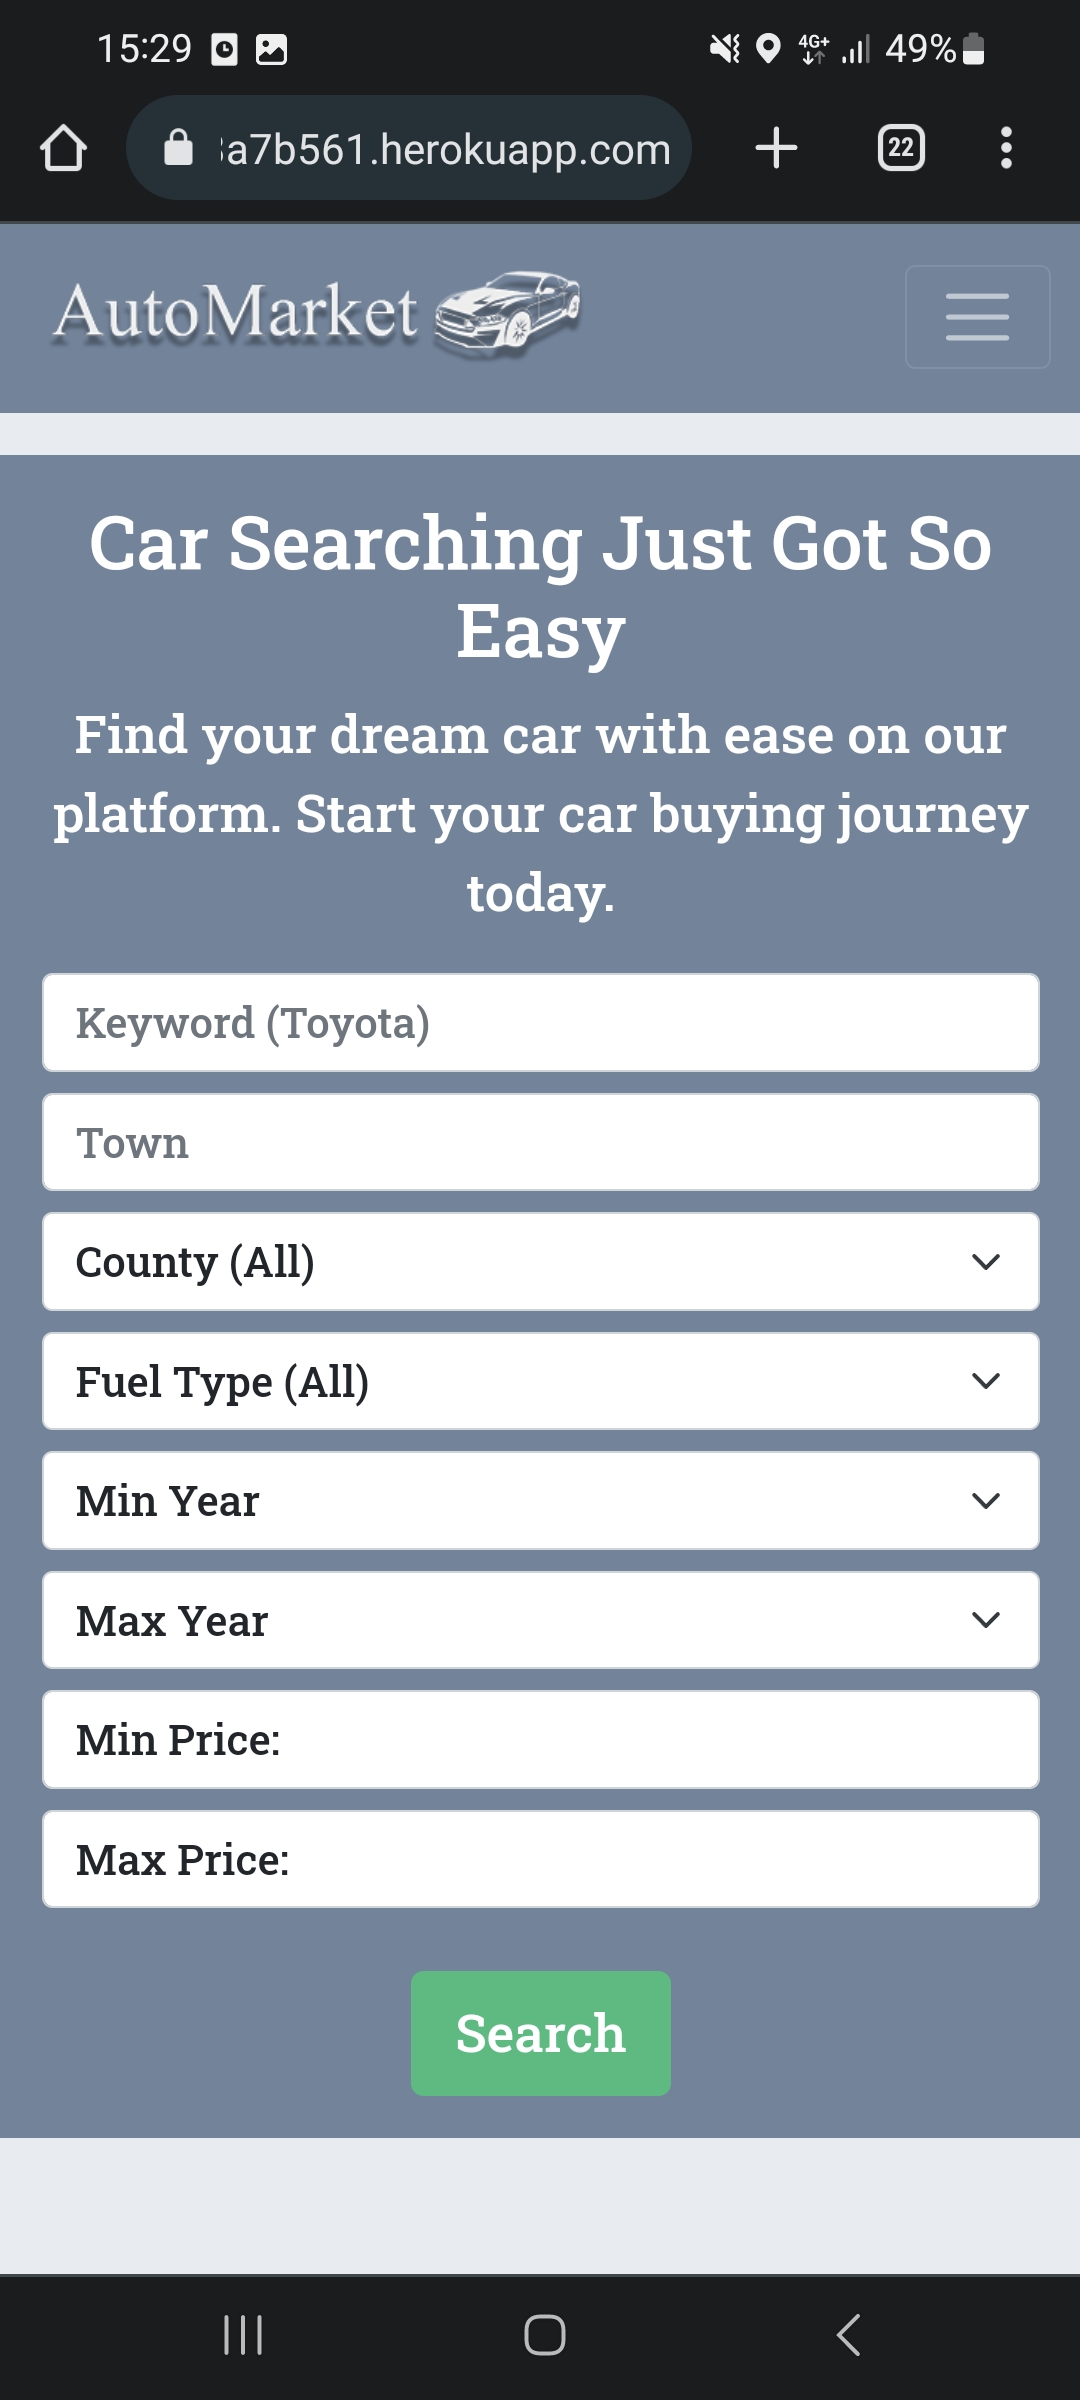 15:29
4G+
49%
a7b561.herokuapp.com
22
AutoMarket
Car Searching Just Got So
Easy
Find your dream car with ease on our
platform. Start your car buying journey
today.
Keyword (Toyota)
Town
County (All)
Fuel Type (All)
Min Year
Max Year
Min Price:
Max Price:
Search